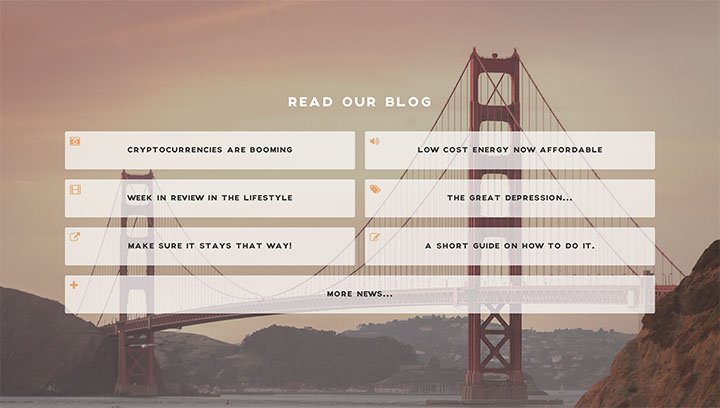 READ OUR BLOG
CRYPTOCURRENCIES ARE BOOMING
LOW COST ENERGY NOW AFFORDABLE
WEEK IN REVIEW IN THE LIFESTYLE
THE GREAT DEPRESSION...
MAKE SURE IT STAYS THAT WAY!
A SHORT GUIDE ON HOW TO DO IT.
MORE NEWS...